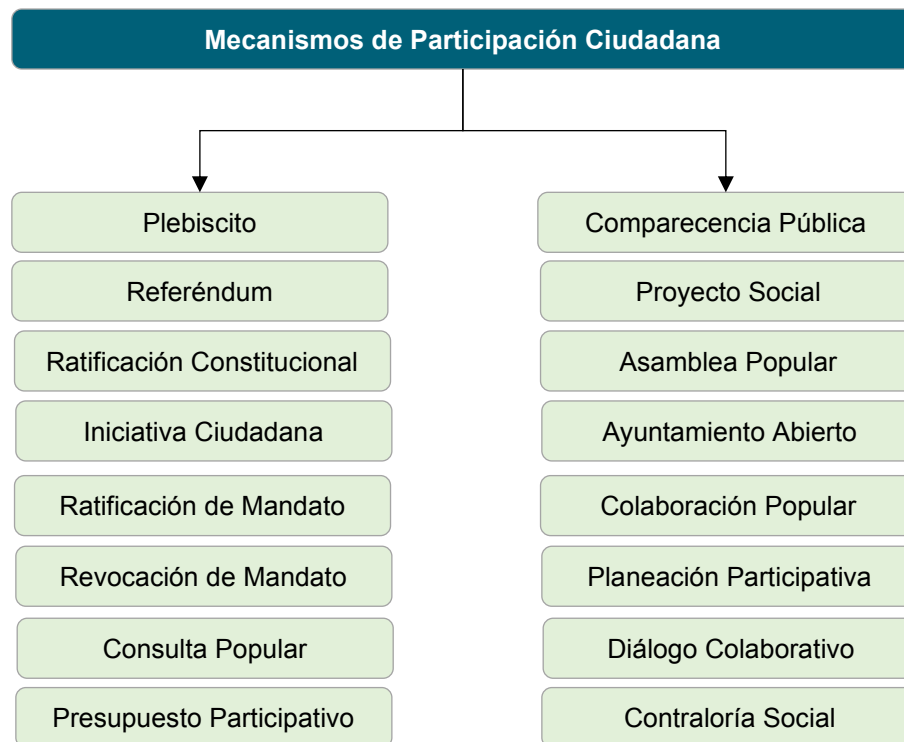 Mecanismos de Participación Ciudadana
Plebiscito
Referéndum
Ratificación Constitucional
Iniciativa Ciudadana
Ratificación de Mandato
Revocación de Mandato
Consulta Popular
Presupuesto Participativo
Comparecencia Pública
Proyecto Social
Asamblea Popular
Ayuntamiento Abierto
Colaboración Popular
Planeación Participativa
Diálogo Colaborativo
Contraloría Social